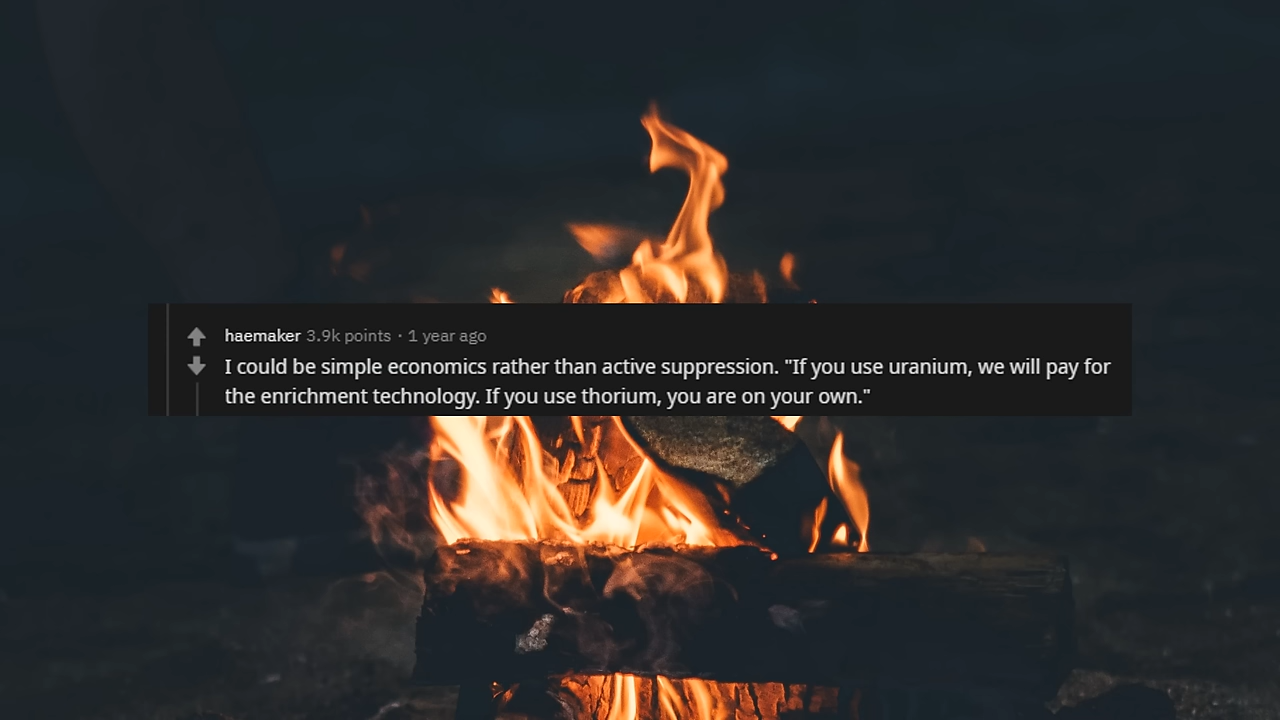 haemaker 3.9k points · 1 year ago
I could be simple economics rather than active suppression. "If you use uranium, we will pay for
the enrichment technology. If you use thorium, you are on your own."